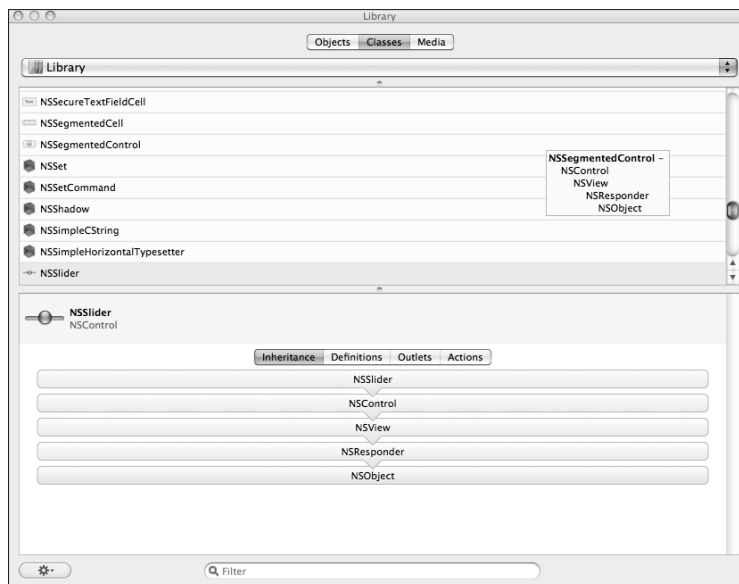 Library
Objects Classes Media
Library
Text NSSecureTextFieldCell
NSSegmentedCell
NSSegmentedControl
NSSet
NSSetCommand
NSShadow
NSSimpleCString
NSSimpleHorizontalTypesetter
NSSlider
NSSegmentedControl –
NSControl
NSView
NSResponder
NSObject
NSSlider
NSControl
Inheritance Definitions Outlets Actions
NSSlider
NSControl
NSView
NSResponder
NSObject
Filter